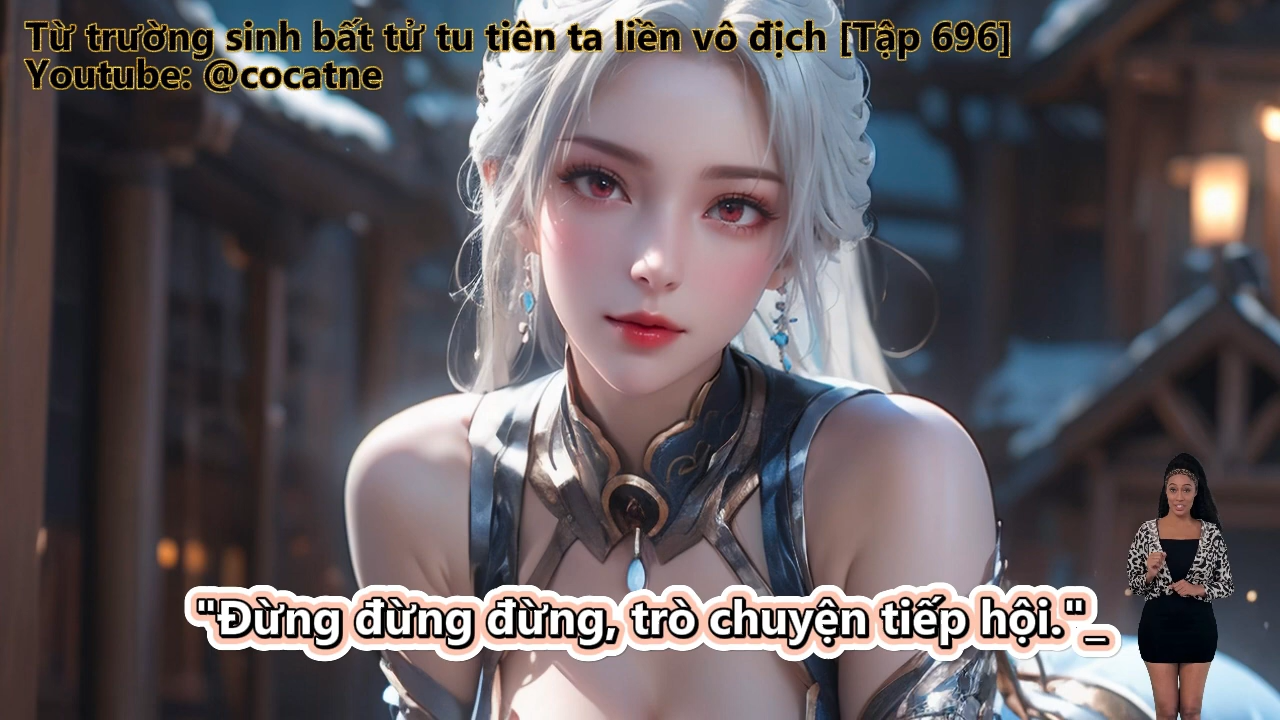 Từ trường sinh bất tử tu tiên ta liền vô địch [Tập 696]
Youtube: @cocatne
"Đừng đừng đừng, trò chuyện tiếp hội."_